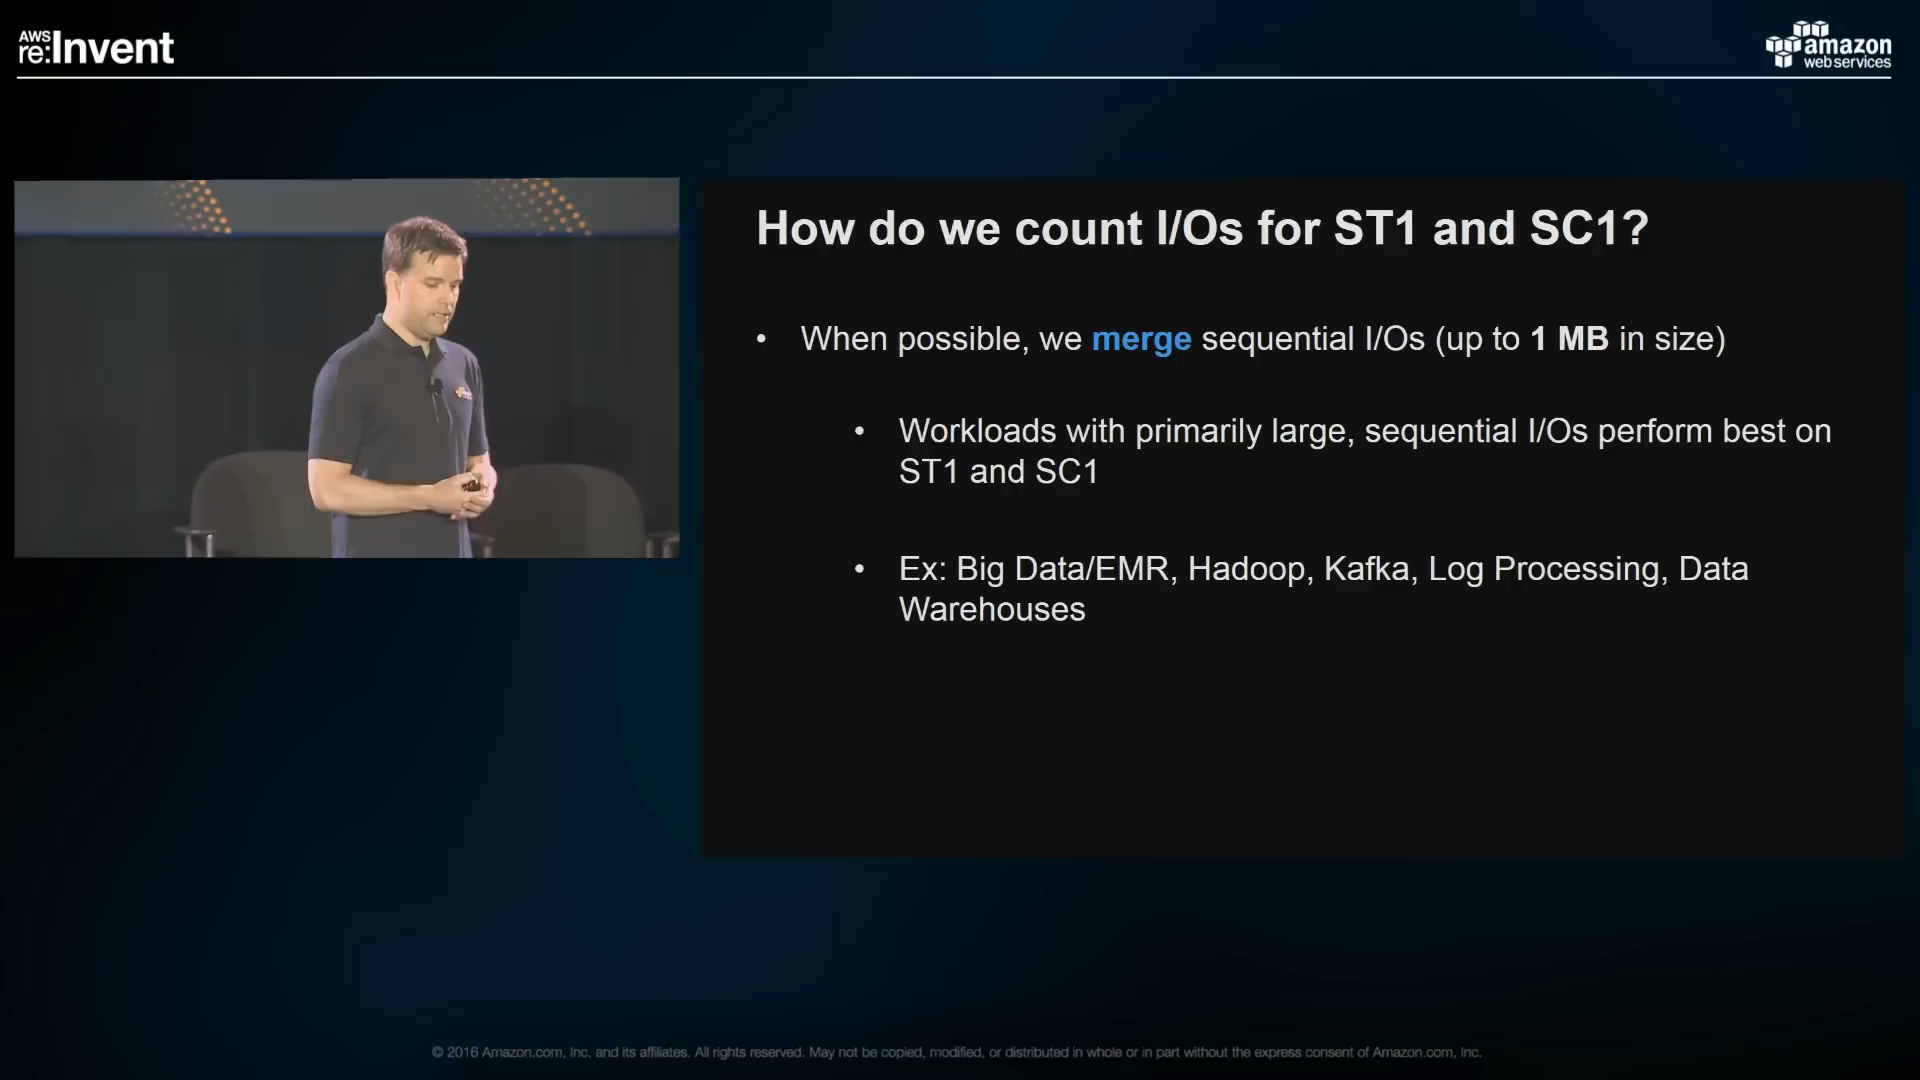 AWS
re:Invent
amazon
web services
How do we count I/Os for ST1 and SC1?
• When possible, we merge sequential I/Os (up to 1 MB in size)
• Workloads with primarily large, sequential I/Os perform best on
ST1 and SC1
• Ex: Big Data/EMR, Hadoop, Kafka, Log Processing, Data
Warehouses
© 2016 Amazon.com, Inc. and its affiliates. All rights reserved. May not be copied, modified, or distributed in whole or in part without the express consent of Amazon.com, Inc.